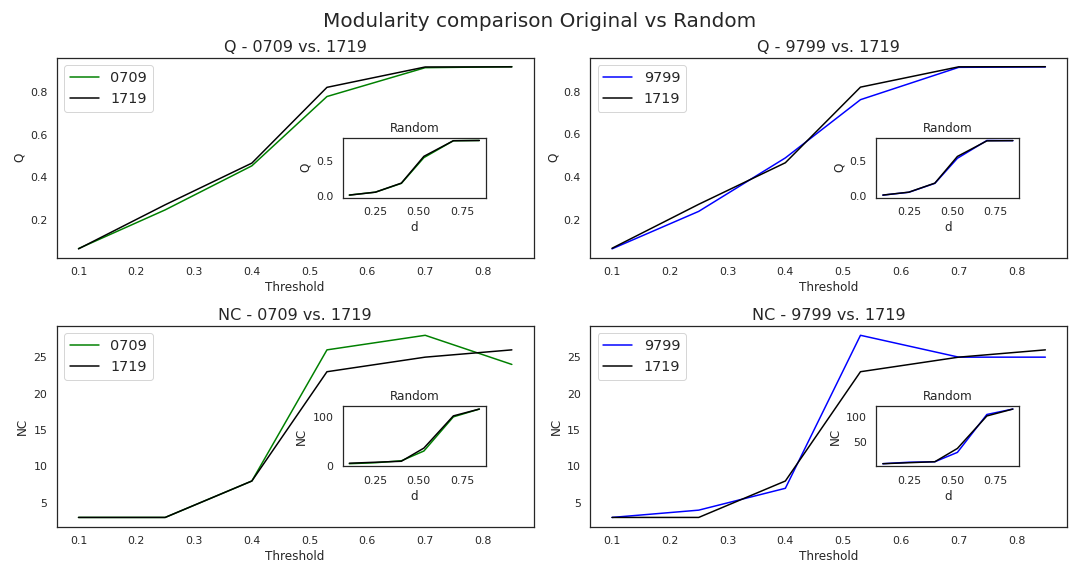 Modularity comparison Original vs Random
Q - 0709 vs. 1719
0709
1719
Q
0.8
0.6
0.4
0.2
0.1 0.2 0.3 0.4 0.5 0.6 0.7 0.8
Threshold
Random
Q
0.5
0.0
0.25 0.50 0.75
d
Q - 9799 vs. 1719
9799
1719
Q
0.8
0.6
0.4
0.2
0.1 0.2 0.3 0.4 0.5 0.6 0.7 0.8
Threshold
Random
Q
0.5
0.0
0.25 0.50 0.75
d
NC - 0709 vs. 1719
0709
1719
NC
25
20
15
10
5
0.1 0.2 0.3 0.4 0.5 0.6 0.7 0.8
Threshold
Random
NC
100
0
0.25 0.50 0.75
d
NC - 9799 vs. 1719
9799
1719
NC
25
20
15
10
5
0.1 0.2 0.3 0.4 0.5 0.6 0.7 0.8
Threshold
Random
NC
100
50
0.25 0.50 0.75
d